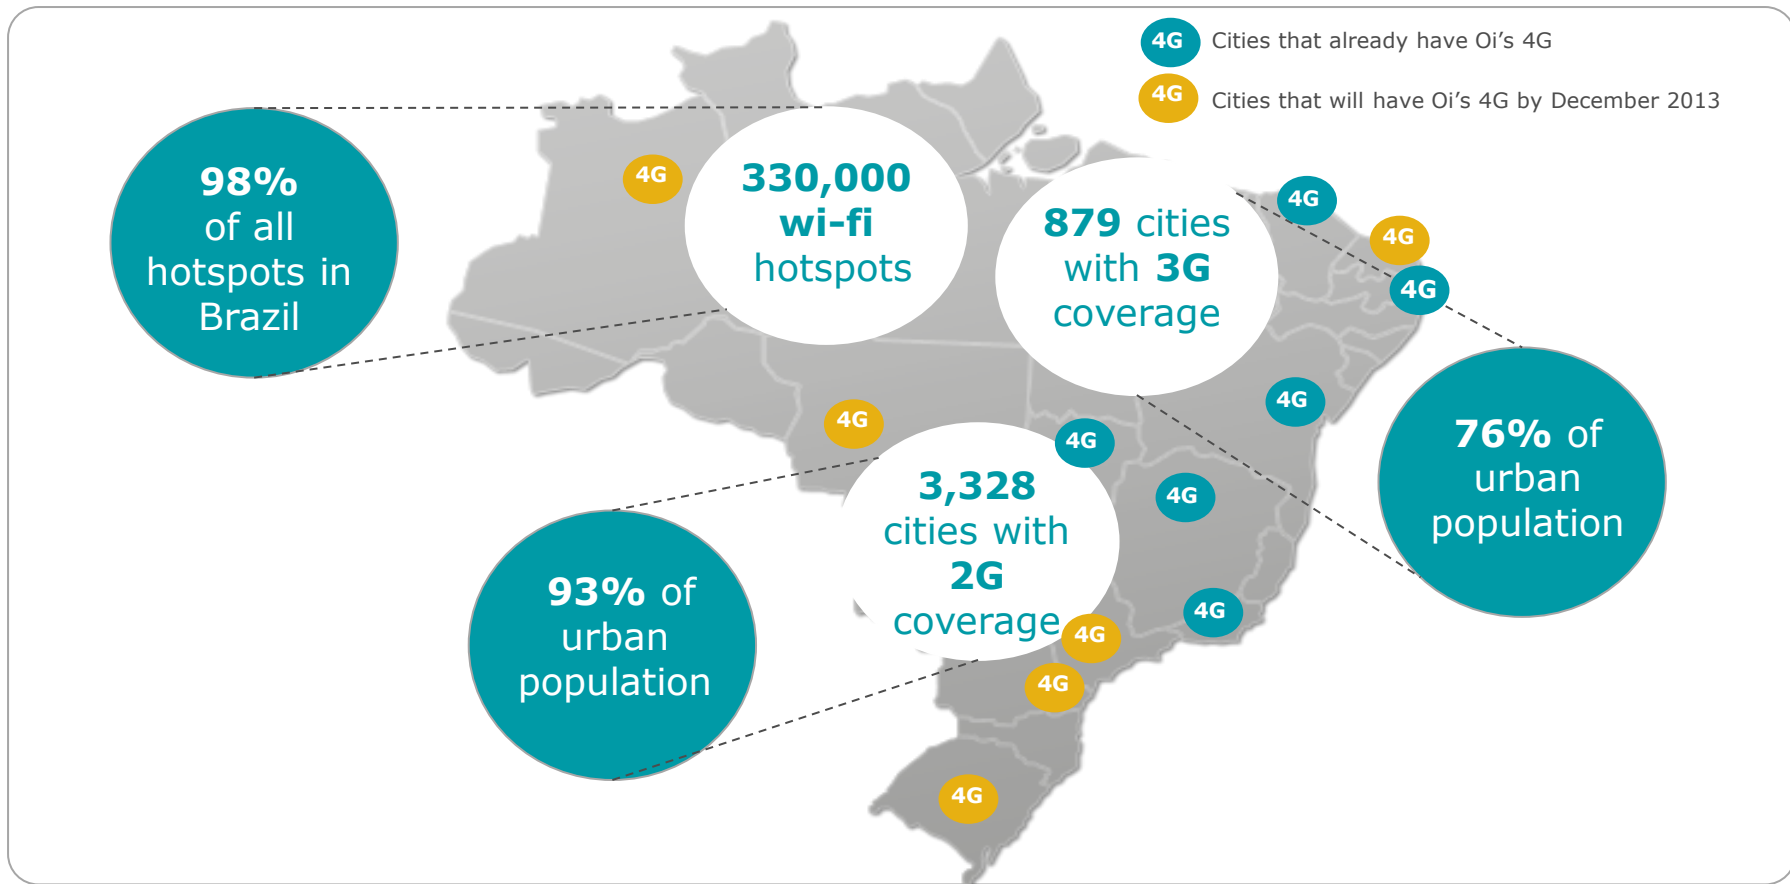 4G Cities that already have Oi's 4G
4G Cities that will have Oi's 4G by December 2013
98%
of all
hotspots in
Brazil
330,000
wi-fi
hotspots
879 cities
with 3G
coverage
76% of
urban
population
3,328
cities with
2G
coverage
93% of
urban
population
4G
4G
4G
4G
4G
4G
4G
4G
4G
4G
4G
4G